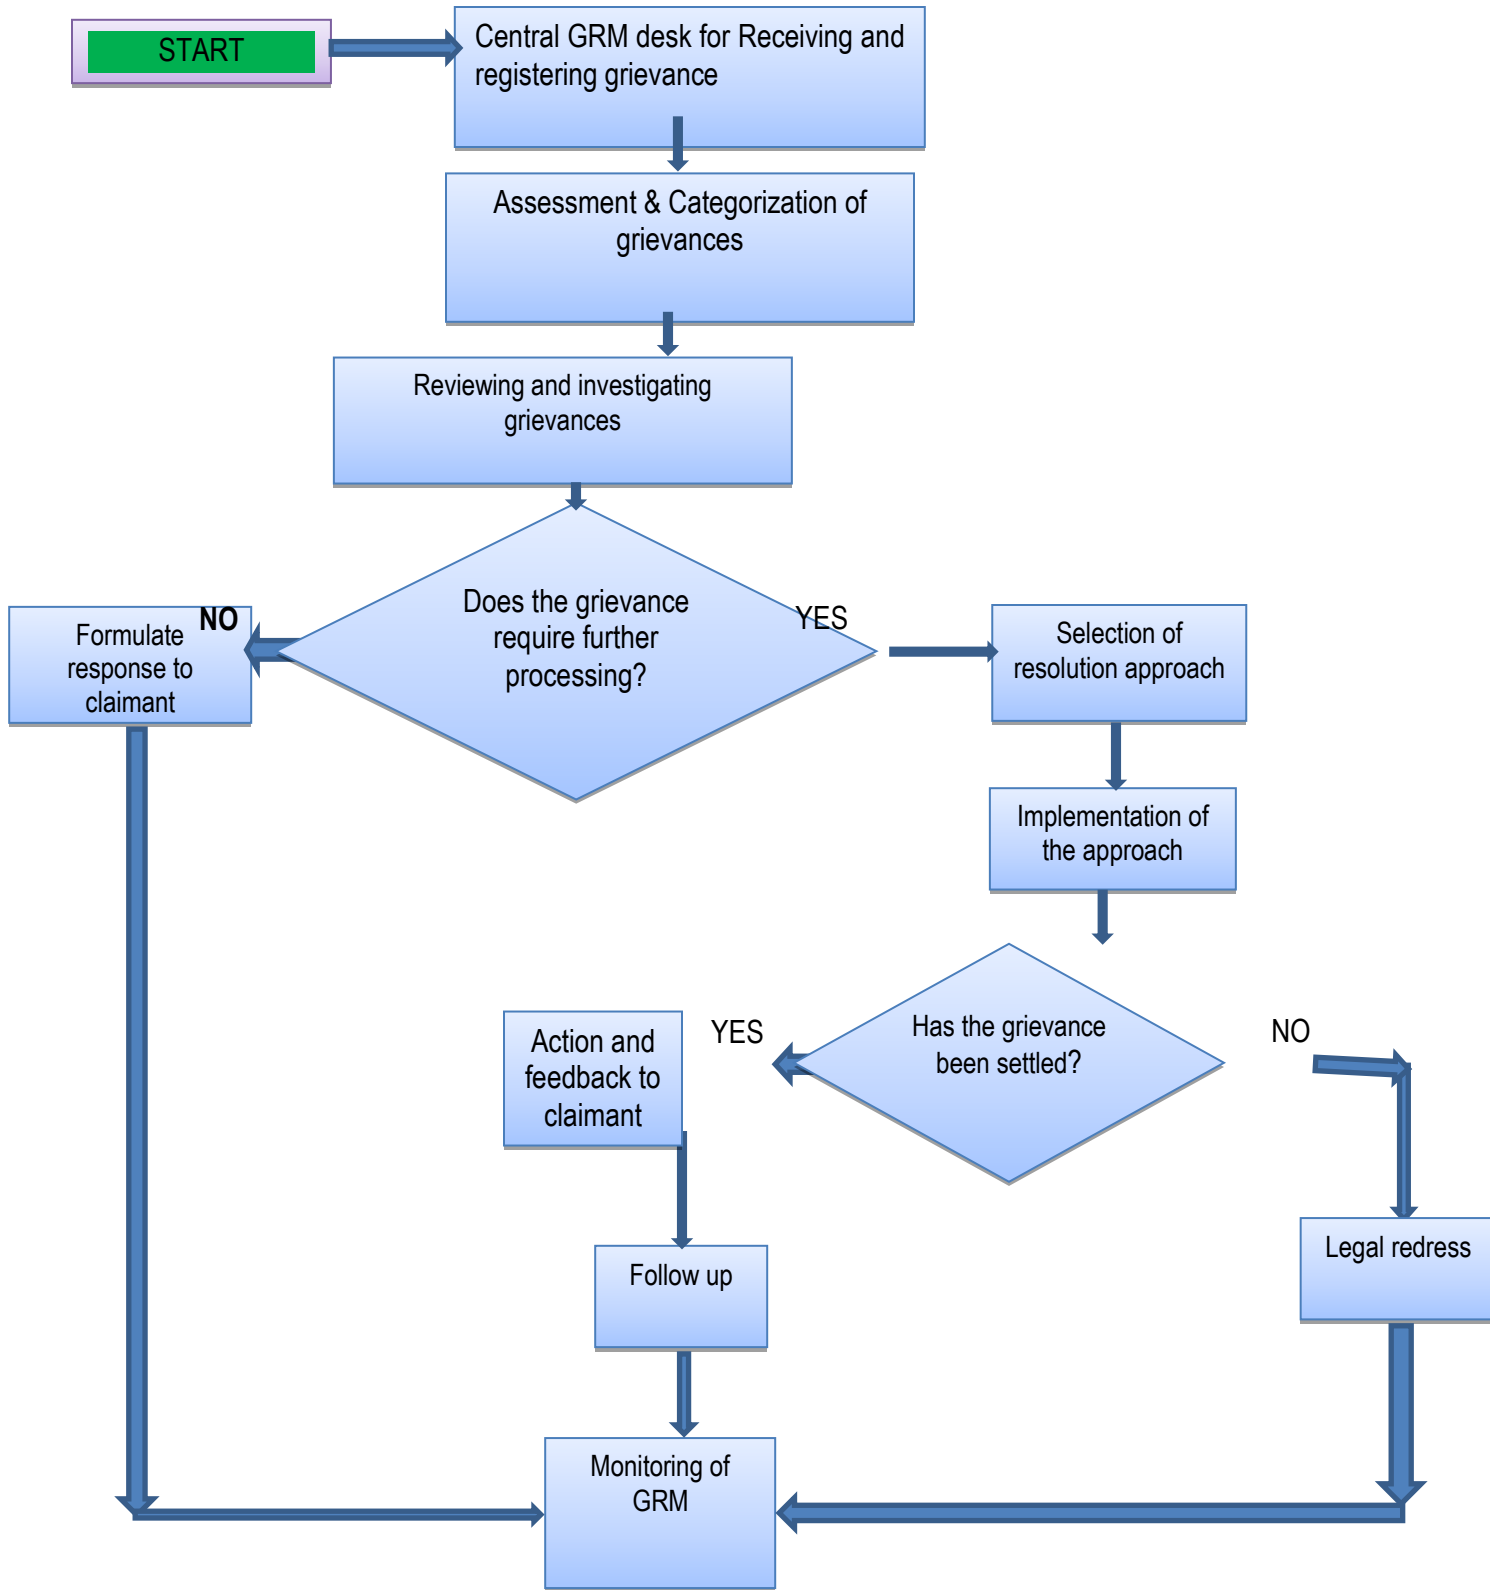 START
Central GRM desk for Receiving and
registering grievance
Assessment & Categorization of
grievances
Reviewing and investigating
grievances
Does the grievance
require further
processing?
NO
YES
Formulate
response to
claimant
Selection of
resolution approach
Implementation of
the approach
Has the grievance
been settled?
YES
NO
Action and
feedback to
claimant
Legal redress
Follow up
Monitoring of
GRM